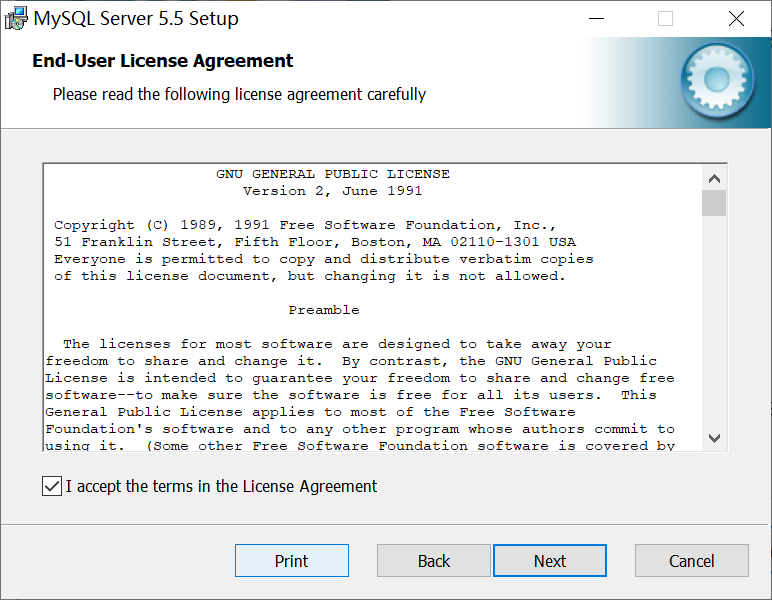 MySQL Server 5.5 Setup
End-User License Agreement
Please read the following license agreement carefully
GNU GENERAL PUBLIC LICENSE
Version 2, June 1991
Copyright (C) 1989, 1991 Free Software Foundation, Inc.,
51 Franklin Street, Fifth Floor, Boston, MA 02110-1301 USA
Everyone is permitted to copy and distribute verbatim copies
of this license document, but changing it is not allowed.
Preamble
The licenses for most software are designed to take away your
freedom to share and change it.  By contrast, the GNU General Public
License is intended to guarantee your freedom to share and change free
software--to make sure the software is free for all its users.  This
General Public License applies to most of the Free Software
Foundation's software and to any other program whose authors commit to
using it.  (Some other Free Software Foundation software is covered by
I accept the terms in the License Agreement
Print Back Next Cancel